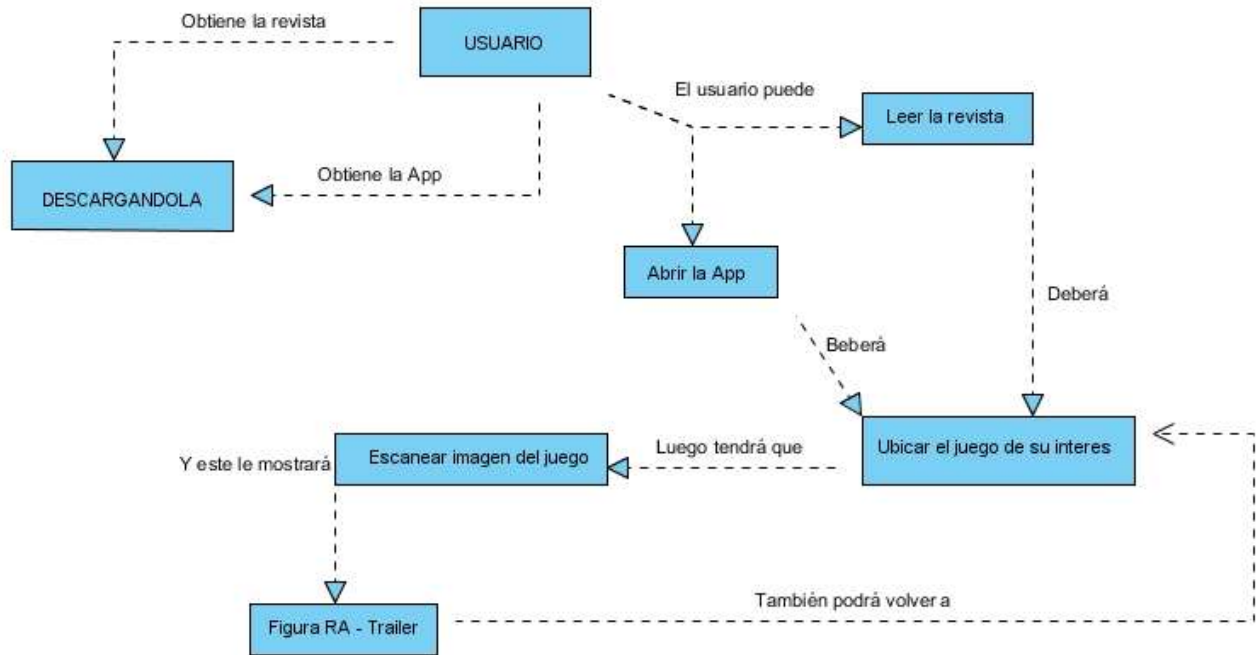 Obtiene la revista
USUARIO
El usuario puede
Leer la revista
DESCARGANDOLA
Obtiene la App
Abrir la App
Deberá
Beberá
Ubicar el juego de su interes
Luego tendrá que
Escanear imagen del juego
Y este le mostrará
Figura RA - Trailer
También podrá volver a